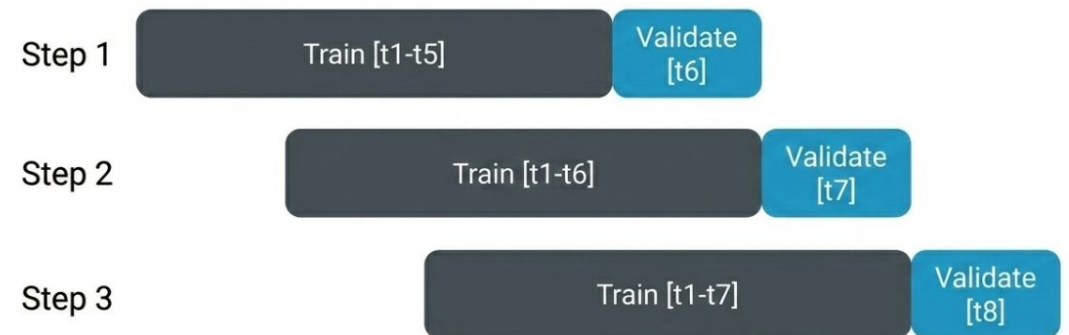 Step 1
Train [t1-t5]
Validate
[t6]
Step 2
Train [t1-t6]
Validate
[t7]
Step 3
Train [t1-t7]
Validate
[t8]